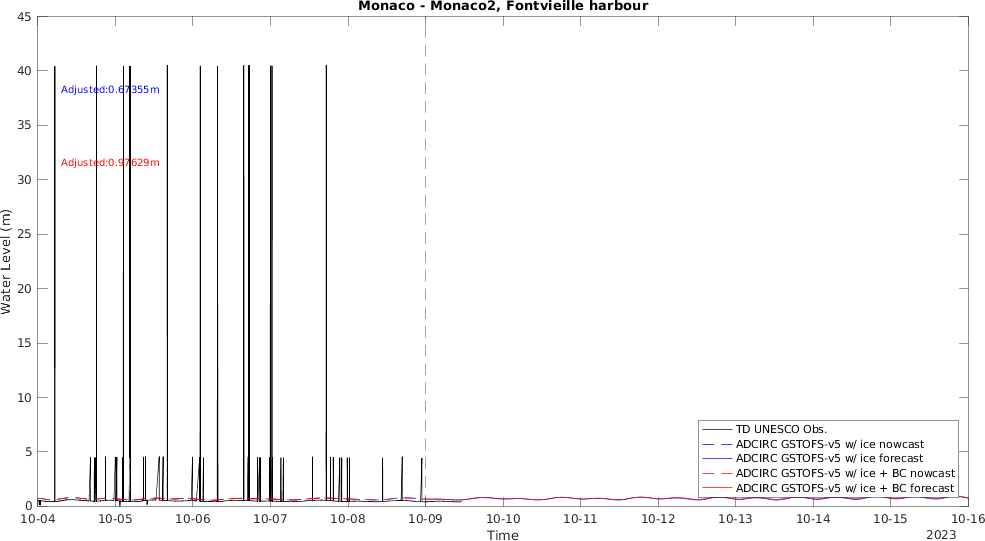 Monaco - Monaco2, Fontvieille harbour
45
40
35
30
25
20
15
10
5
0
Water Level (m)
Adjusted:0.67355m
Adjusted:0.97629m
TD UNESCO Obs.
ADCIRC GSTOFS-v5 w/ ice nowcast
ADCIRC GSTOFS-v5 w/ ice forecast
ADCIRC GSTOFS-v5 w/ ice + BC nowcast
ADCIRC GSTOFS-v5 w/ ice + BC forecast
10-04 10-05 10-06 10-07 10-08 10-09 10-10 10-11 10-12 10-13 10-14 10-15 10-16
Time
2023